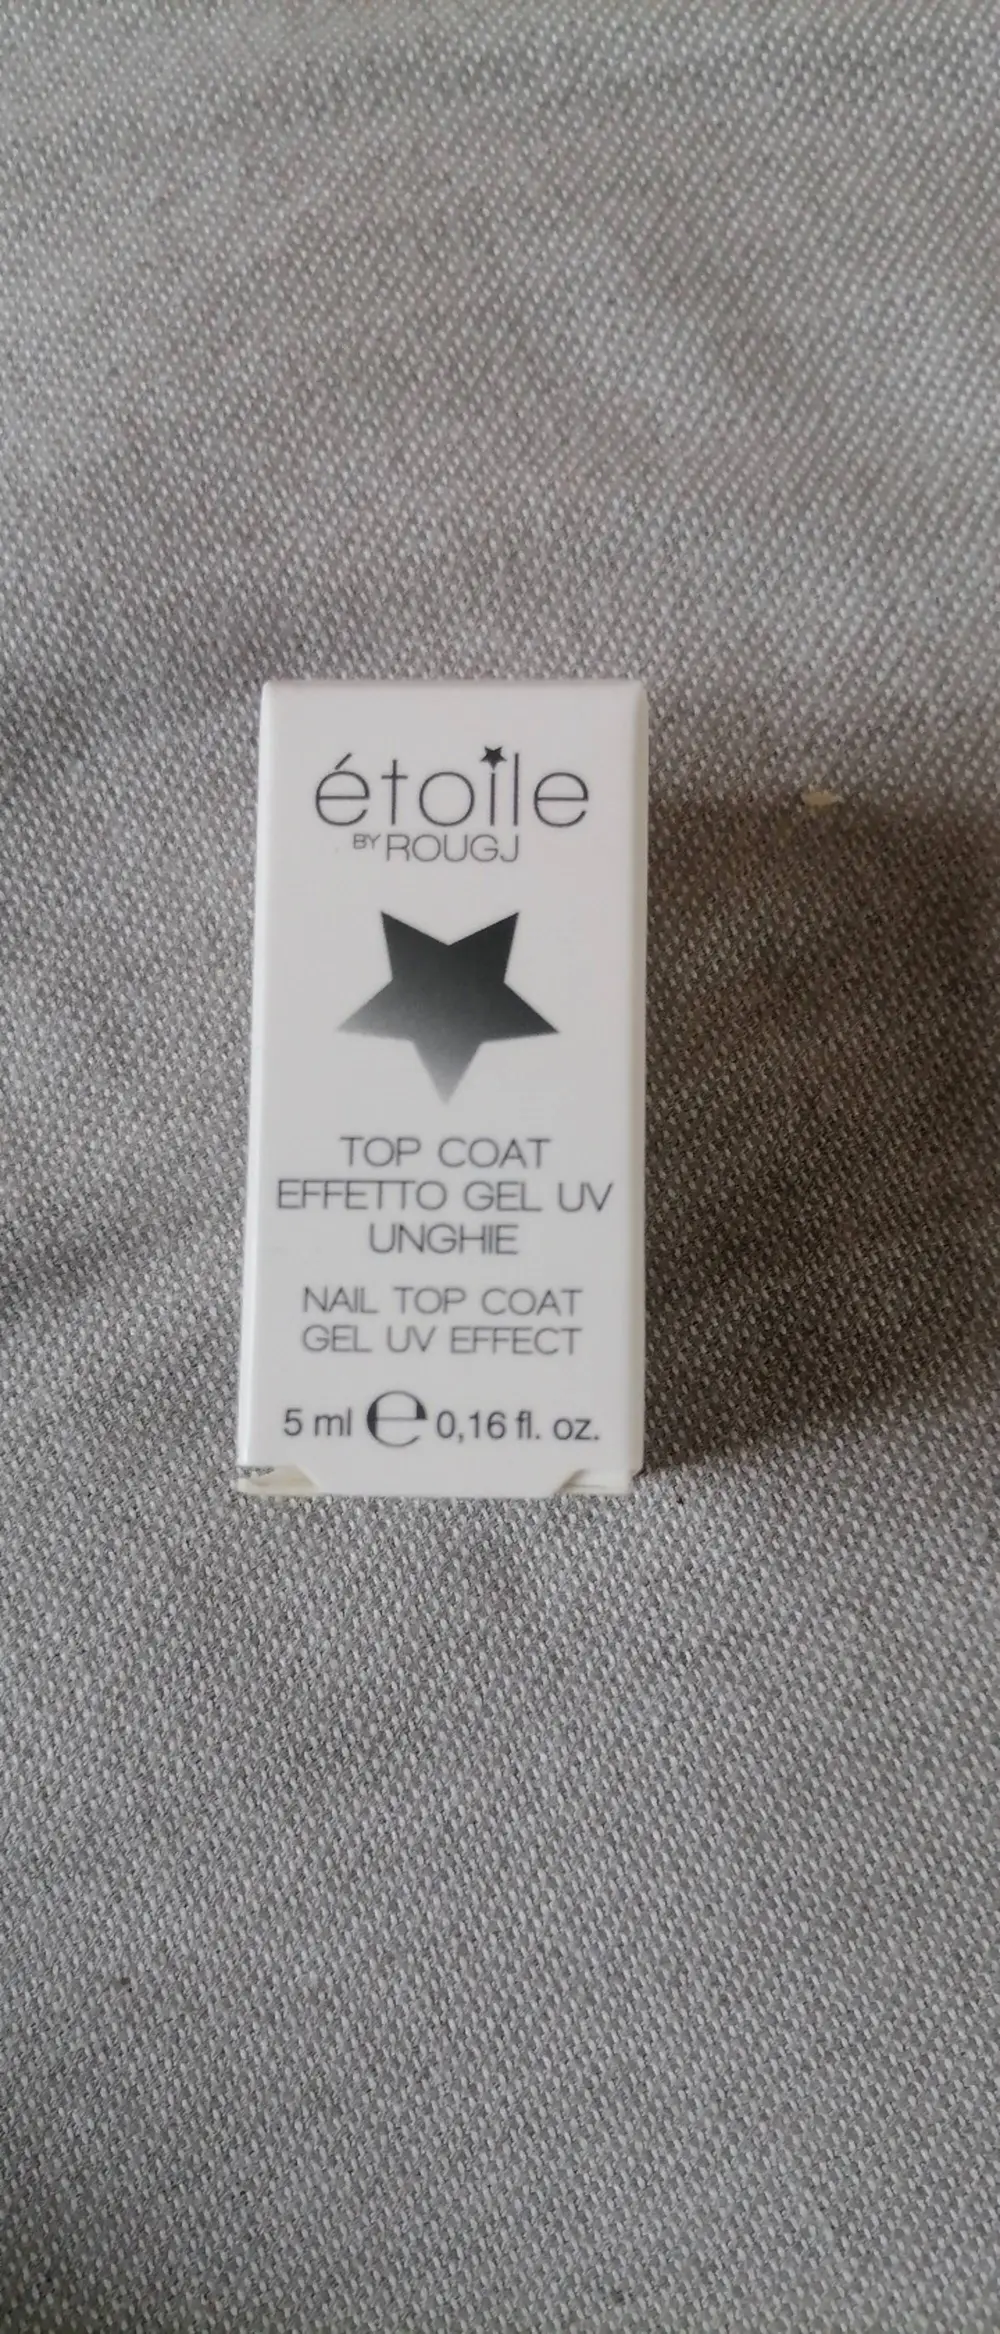 étoile
BY ROUGJ
TOP COAT
EFFETTO GEL UV
UNGHIE
NAIL TOP COAT
GEL UV EFFECT
5 ml ℮ 0,16 fl. oz.